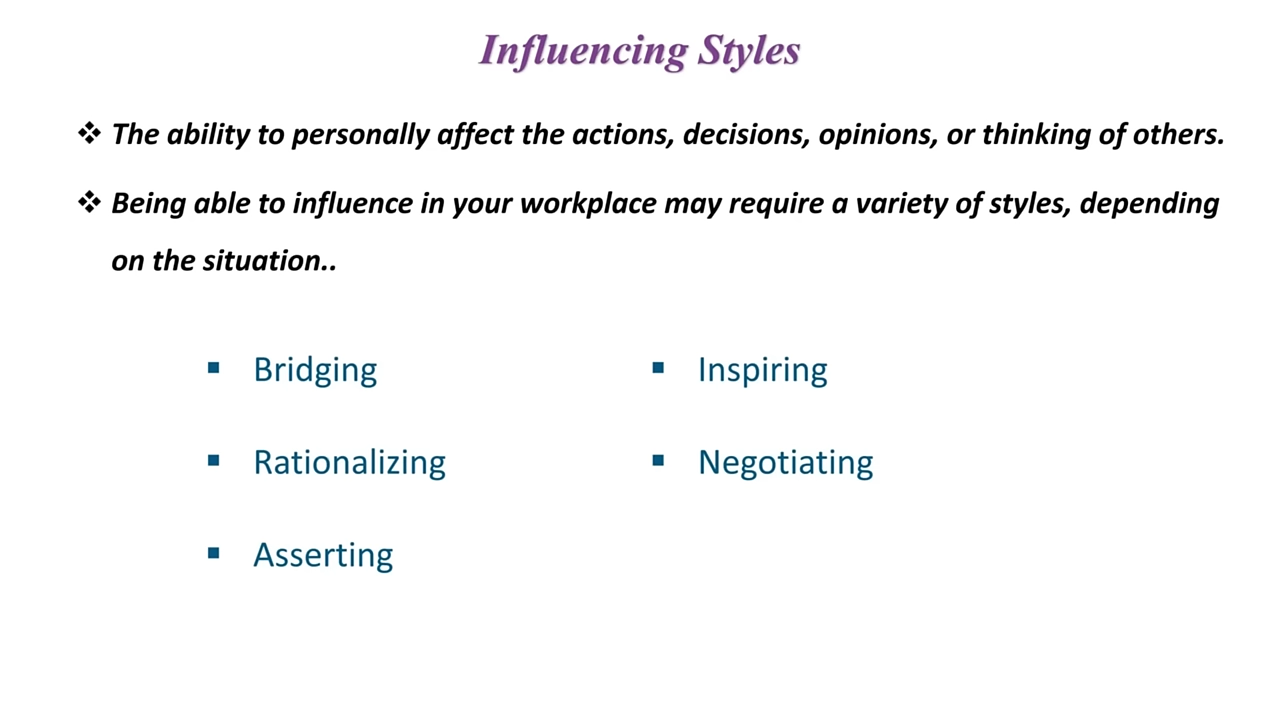 Influencing Styles
❖ The ability to personally affect the actions, decisions, opinions, or thinking of others.
❖ Being able to influence in your workplace may require a variety of styles, depending
on the situation..
▪ Bridging
▪ Rationalizing
▪ Asserting
▪ Inspiring
▪ Negotiating